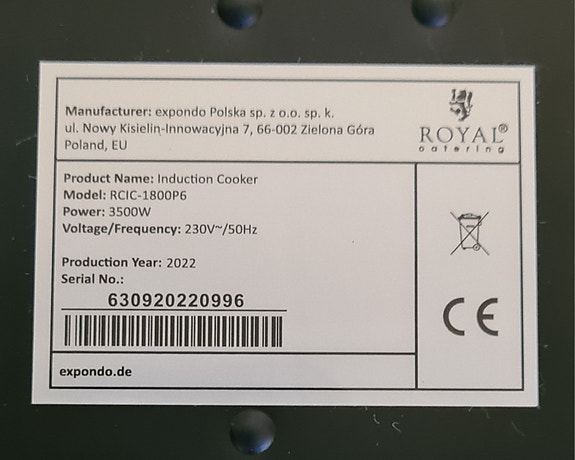 Manufacturer: expondo Polska sp. z o.o. sp. k.
ul. Nowy Kisielin-Innowacyjna 7, 66-002 Zielona Góra
Poland, EU
ROYAL®
catering
Product Name: Induction Cooker
Model: RCIC-1800P6
Power: 3500W
Voltage/Frequency: 230V~/50Hz
Production Year: 2022
Serial No.:
630920220996
CE
expondo.de